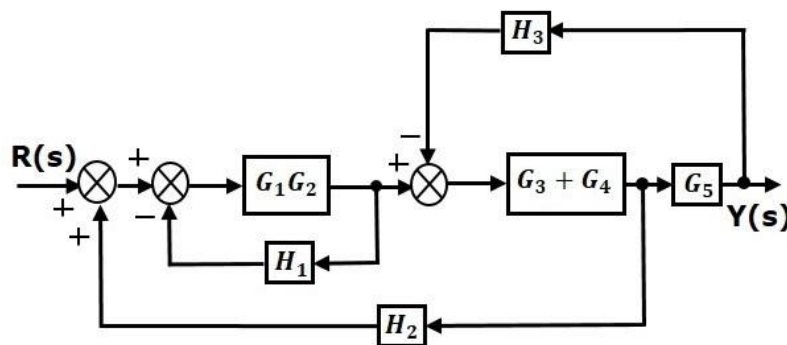 H₃
−
R(s)
+
+
G₁G₂
G₃ + G₄
G₅
+
+
−
Y(s)
H₁
H₂